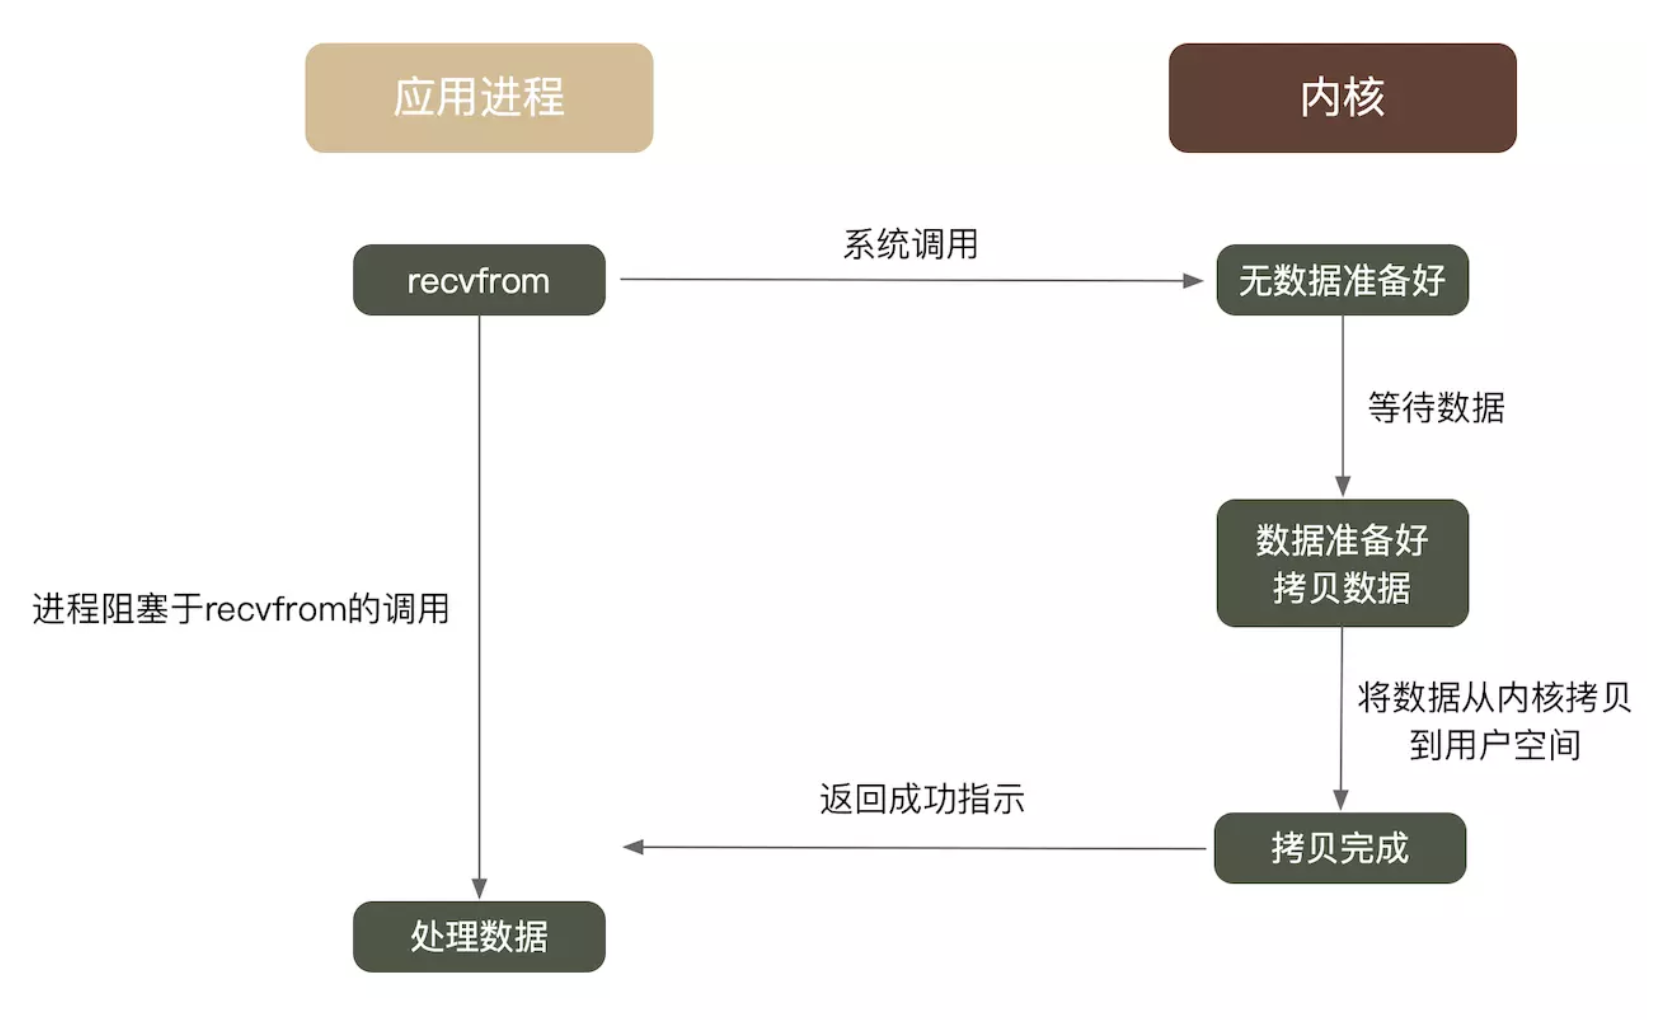 应用进程
内核
系统调用
recvfrom
无数据准备好
等待数据
数据准备好
拷贝数据
进程阻塞于recvfrom的调用
将数据从内核拷贝
到用户空间
返回成功指示
拷贝完成
处理数据